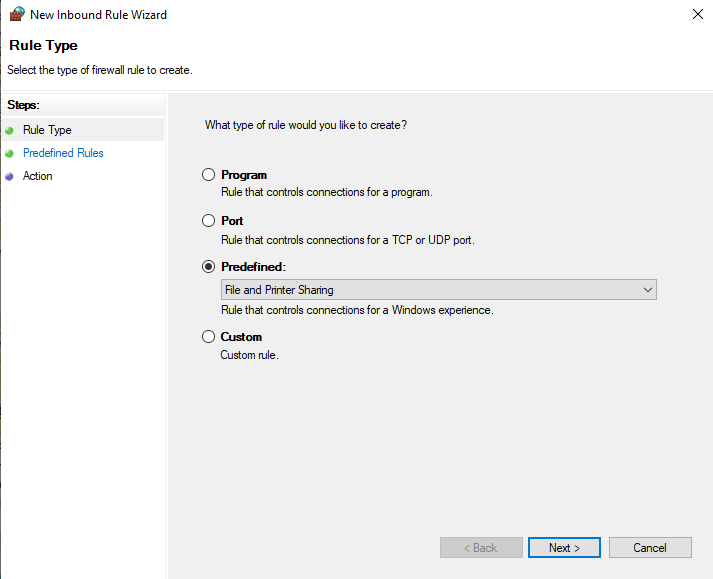 New Inbound Rule Wizard
Rule Type
Select the type of firewall rule to create.
Steps:
Rule Type
Predefined Rules
Action
What type of rule would you like to create?
Program
Rule that controls connections for a program.
Port
Rule that controls connections for a TCP or UDP port.
Predefined:
File and Printer Sharing
Rule that controls connections for a Windows experience.
Custom
Custom rule.
< Back
Next >
Cancel